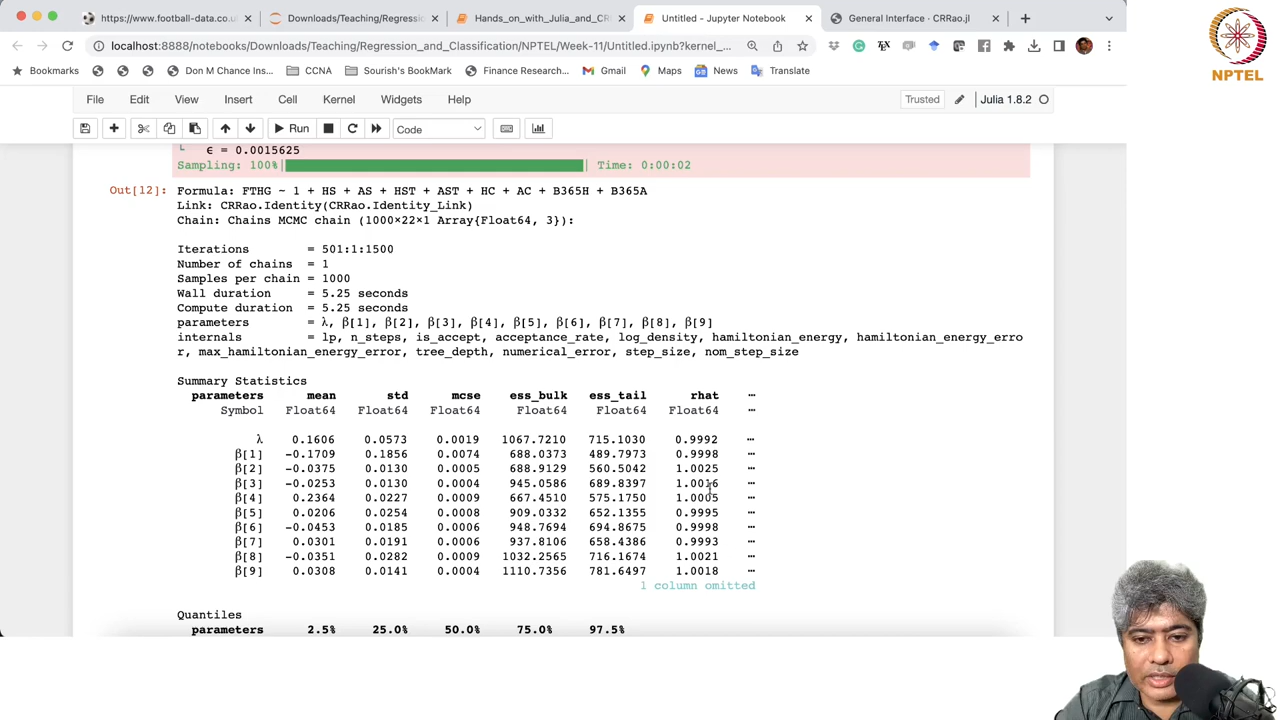 https://www.football-data.co.u
Downloads/Teaching/Regressi
Hands_on_with_Julia_and_CR
Untitled - Jupyter Notebook
General Interface · CRRao.jl
localhost:8888/notebooks/Downloads/Teaching/Regression_and_Classification/NPTEL/Week-11/Untitled.ipynb?kernel_...
Bookmarks
Don M Chance Ins...
CCNA
Sourish's BookMark
Finance Research...
Gmail
Maps
News
Translate
NPTEL
File Edit View Insert Cell Kernel Widgets Help
Trusted
Julia 1.8.2
Run
Code
ϵ = 0.0015625
Sampling: 100% Time: 0:00:02
Out[12]: Formula: FTHG ~ 1 + HS + AS + HST + AST + HC + AC + B365H + B365A
Link: CRRao.Identity(CRRao.Identity_Link)
Chain: Chains MCMC chain (1000×22×1 Array{Float64, 3}):
Iterations = 501:1:1500
Number of chains = 1
Samples per chain = 1000
Wall duration = 5.25 seconds
Compute duration = 5.25 seconds
parameters = λ, β[1], β[2], β[3], β[4], β[5], β[6], β[7], β[8], β[9]
internals = lp, n_steps, is_accept, acceptance_rate, log_density, hamiltonian_energy, hamiltonian_energy_erro
r, max_hamiltonian_energy_error, tree_depth, numerical_error, step_size, nom_step_size
Summary Statistics
parameters mean std mcse ess_bulk ess_tail rhat ⋯
Symbol Float64 Float64 Float64 Float64 Float64 Float64 ⋯
λ 0.1606 0.0573 0.0019 1067.7210 715.1030 0.9992 ⋯
β[1] -0.1709 0.1856 0.0074 688.0373 489.7973 0.9998 ⋯
β[2] -0.0375 0.0130 0.0005 688.9129 560.5042 1.0025 ⋯
β[3] -0.0253 0.0130 0.0004 945.0586 689.8397 1.0016 ⋯
β[4] 0.2364 0.0227 0.0009 667.4510 575.1750 1.0005 ⋯
β[5] 0.0206 0.0254 0.0008 909.0332 652.1355 0.9995 ⋯
β[6] -0.0453 0.0185 0.0006 948.7694 694.8675 0.9998 ⋯
β[7] 0.0301 0.0191 0.0006 937.8106 658.4386 0.9993 ⋯
β[8] -0.0351 0.0282 0.0009 1032.2565 716.1674 1.0021 ⋯
β[9] 0.0308 0.0141 0.0004 1110.7356 781.6497 1.0018 ⋯
1 column omitted
Quantiles
parameters 2.5% 25.0% 50.0% 75.0% 97.5%